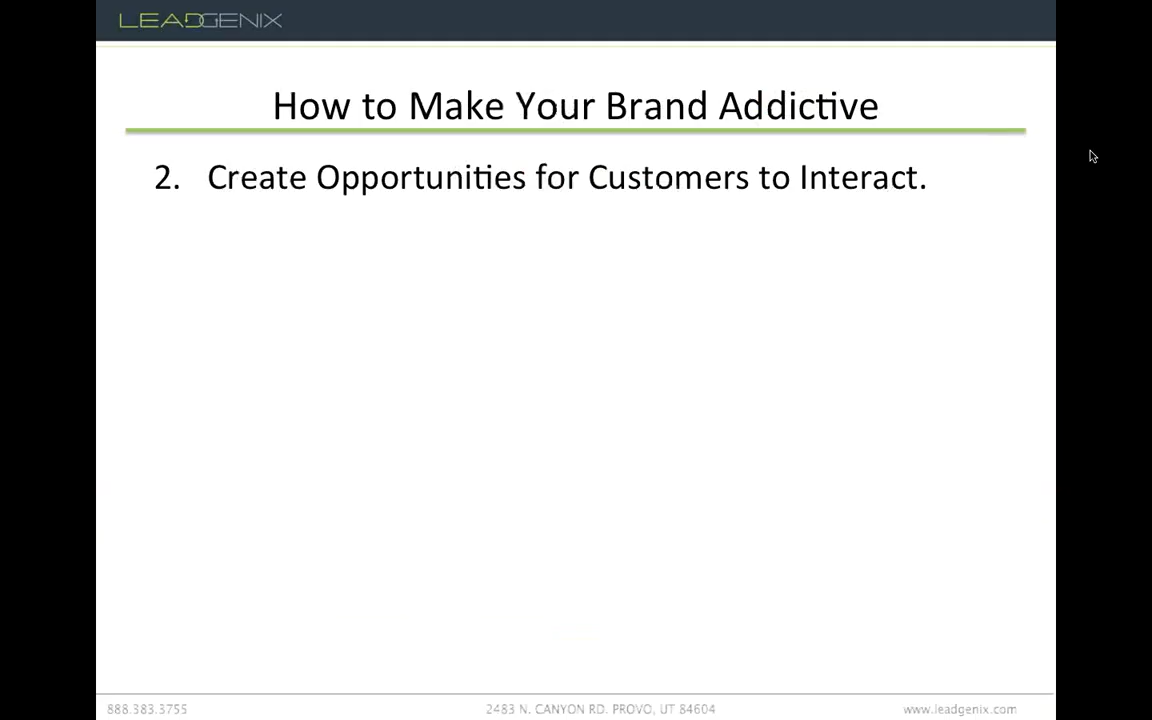 LEADGENIX
How to Make Your Brand Addictive
2. Create Opportunities for Customers to Interact.
888.383.3755 2483 N. CANYON RD. PROVO, UT 84604 www.leadgenix.com